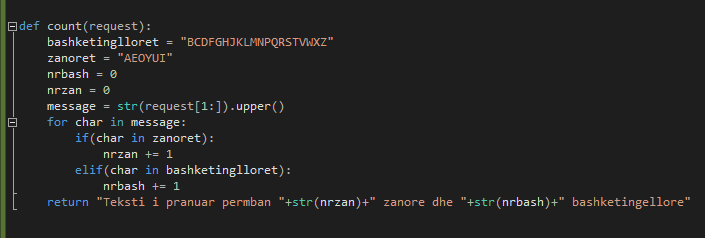 def count(request):
    bashketinglloret = "BCDFGHJKLMNPQRSTVWXZ"
    zanoret = "AEOYUI"
    nrbash = 0
    nrzan = 0
    message = str(request[1:]).upper()
    for char in message:
        if(char in zanoret):
            nrzan += 1
        elif(char in bashketinglloret):
            nrbash += 1
    return "Teksti i pranuar permban "+str(nrzan)+" zanore dhe "+str(nrbash)+" bashketingellore"